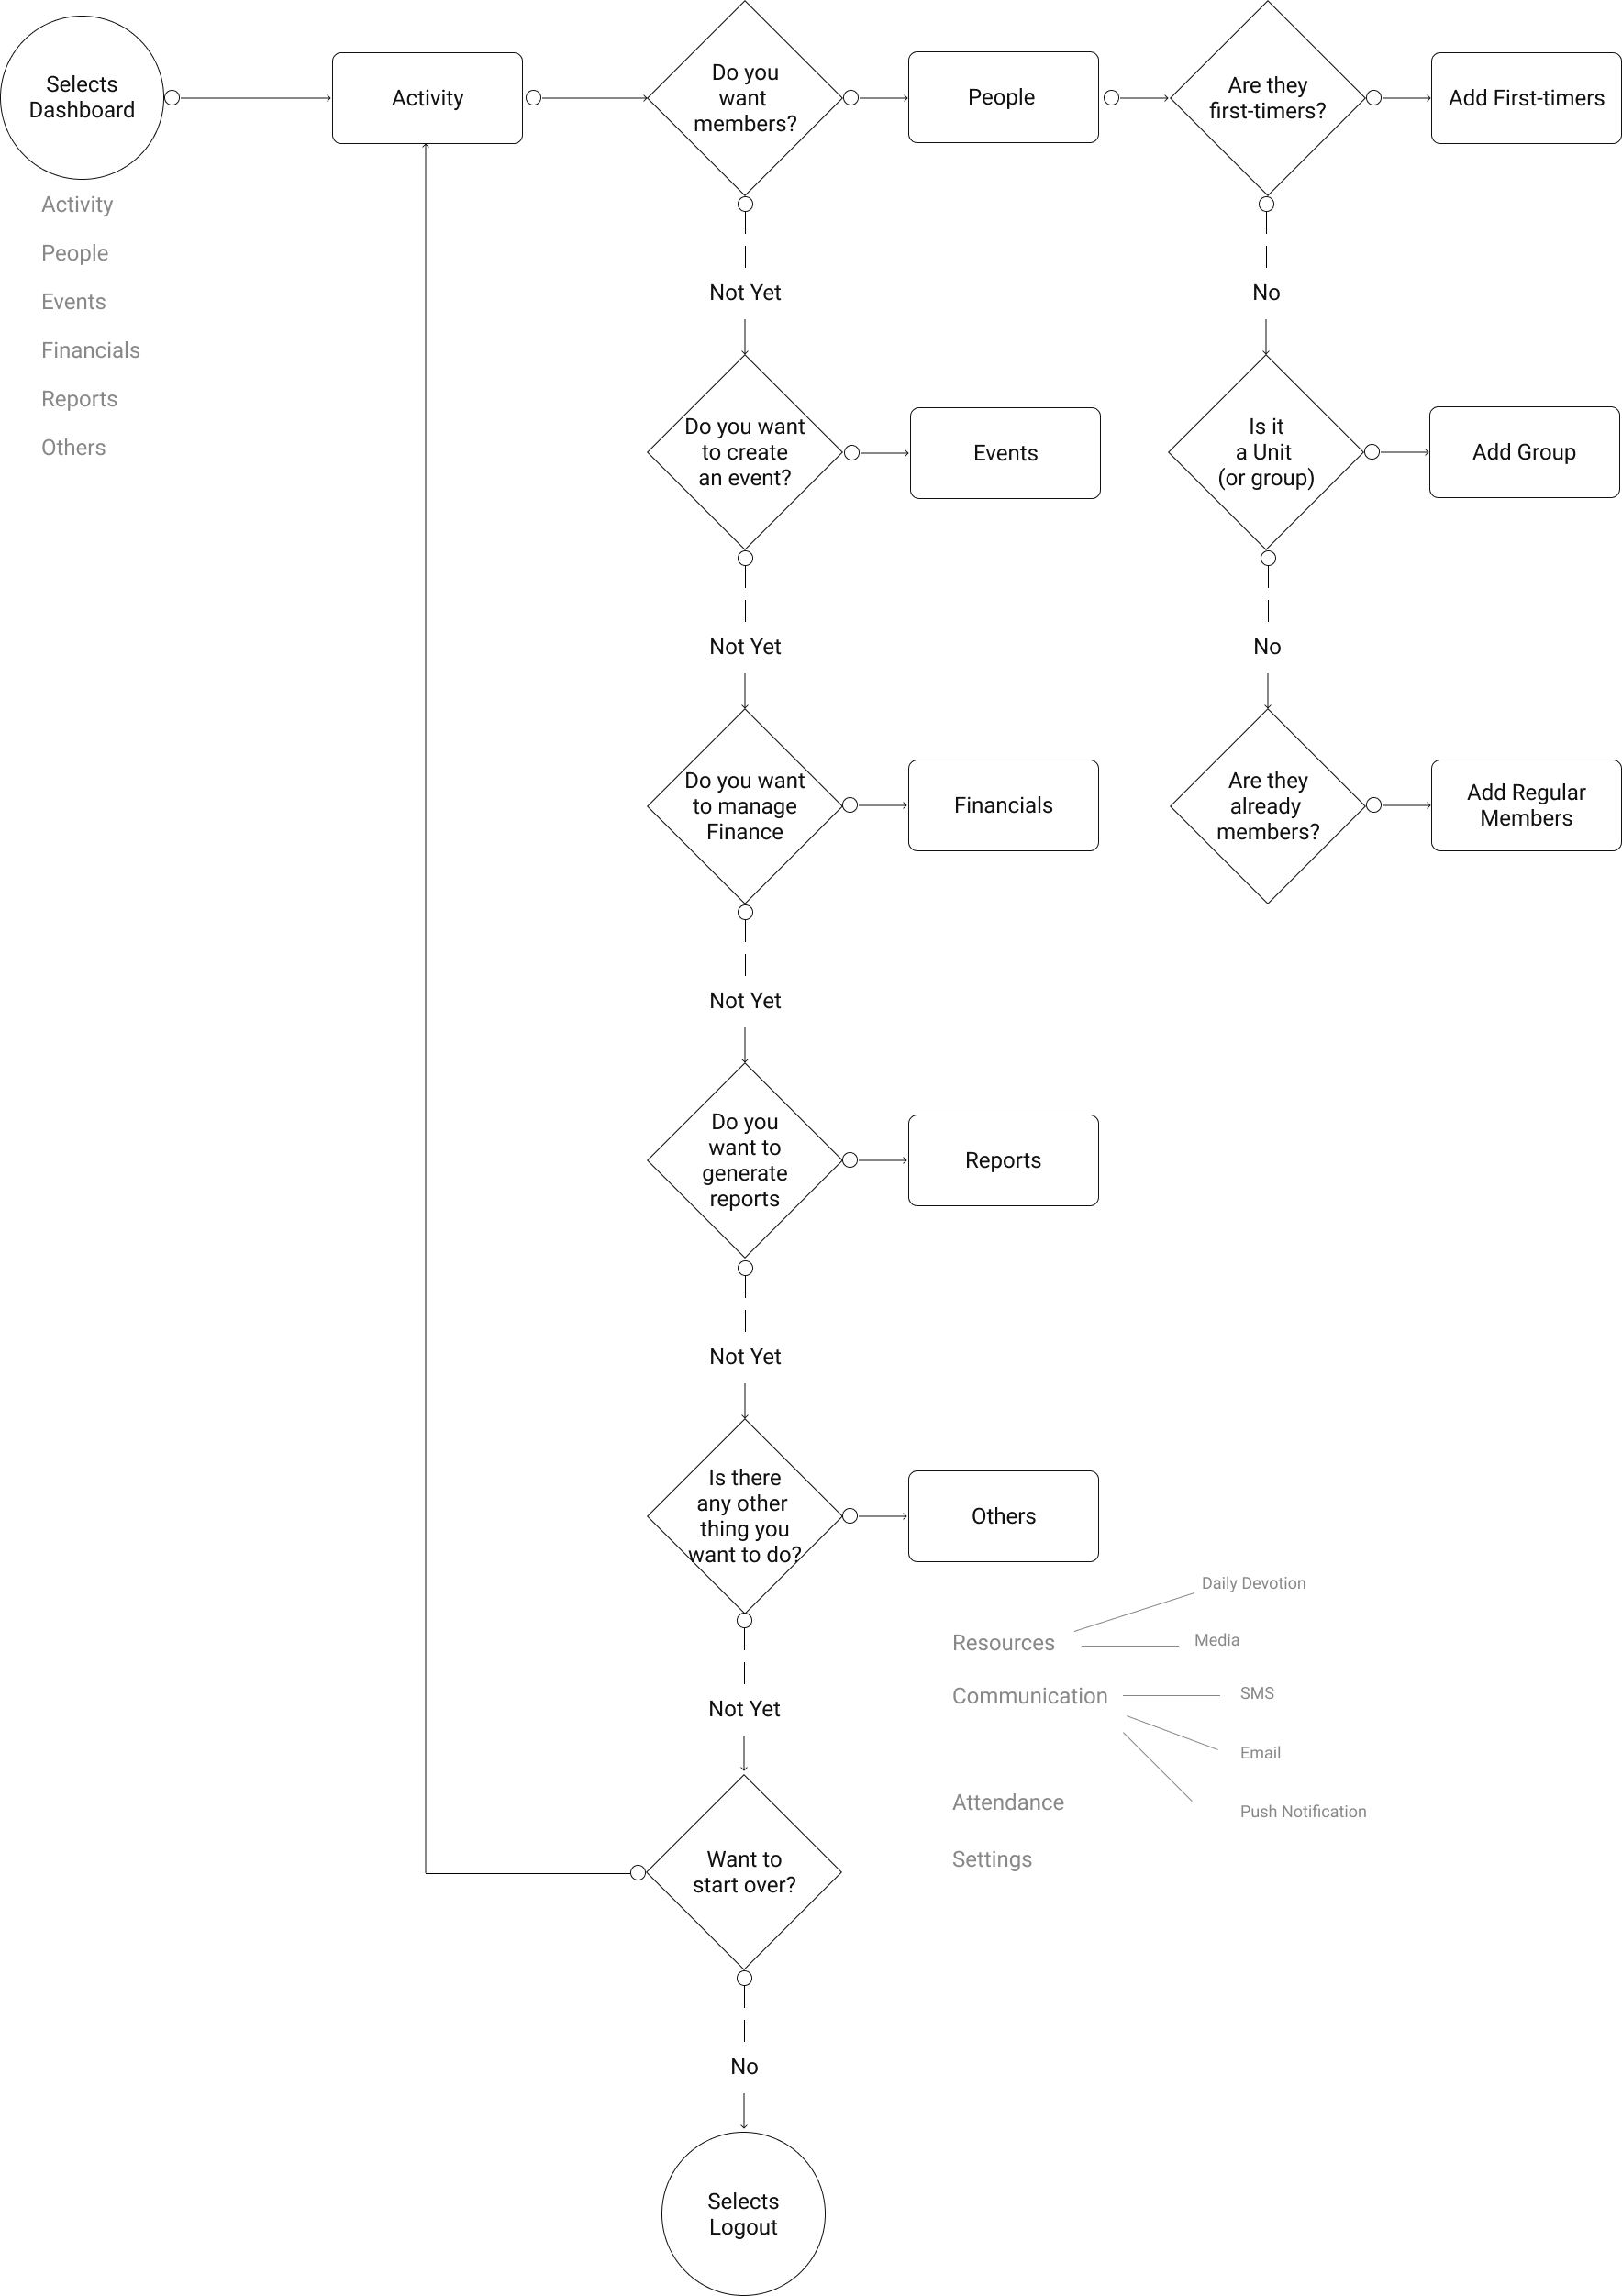 Selects
Dashboard
Activity
Do you
want
members?
People
Are they
first-timers?
Add First-timers
Activity
People
Events
Financials
Reports
Others
Not Yet
No
Do you want
to create
an event?
Events
Is it
a Unit
(or group)
Add Group
Not Yet
No
Do you want
to manage
Finance
Financials
Are they
already
members?
Add Regular
Members
Not Yet
Do you
want to
generate
reports
Reports
Not Yet
Is there
any other
thing you
want to do?
Others
Daily Devotion
Resources
Media
Communication
SMS
Email
Push Notification
Attendance
Settings
Not Yet
Want to
start over?
No
Selects
Logout